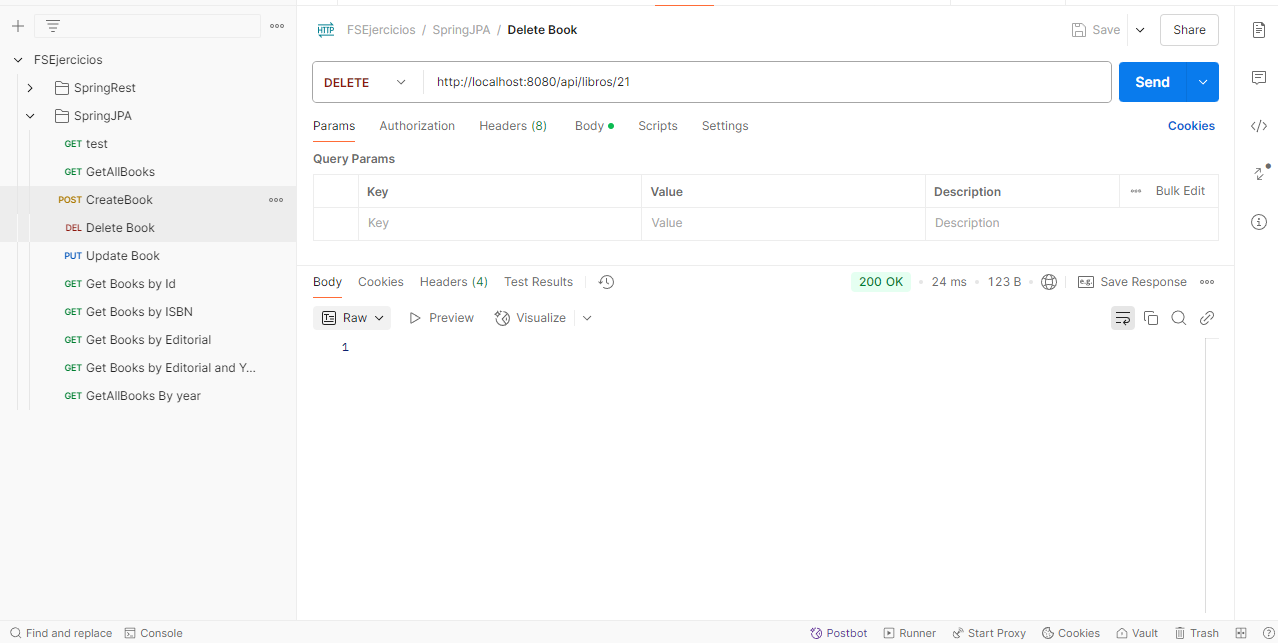 FSEjercicios
SpringRest
SpringJPA
GET test
GET GetAllBooks
POST CreateBook
DEL Delete Book
PUT Update Book
GET Get Books by Id
GET Get Books by ISBN
GET Get Books by Editorial
GET Get Books by Editorial and Y...
GET GetAllBooks By year
HTTP FSEjercicios / SpringJPA / Delete Book
Save
Share
DELETE http://localhost:8080/api/libros/21
Send
Params Authorization Headers (8) Body Scripts Settings Cookies
Query Params
Key Value Description Bulk Edit
Key Value Description
Body Cookies Headers (4) Test Results 200 OK 24 ms 123 B e.g. Save Response
Raw Preview Visualize
1
Find and replace Console Postbot Runner Start Proxy Cookies Vault Trash